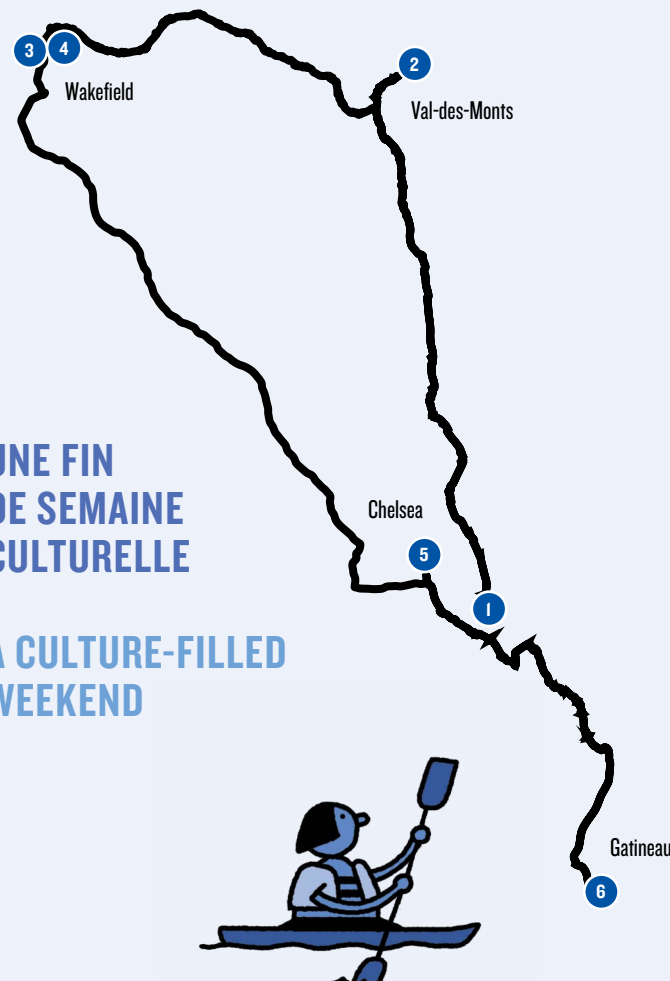 3
4
2
Wakefield
Val-des-Monts
UNE FIN
DE SEMAINE
CULTURELLE
Chelsea
5
1
A CULTURE-FILLED
WEEKEND
Gatineau
6